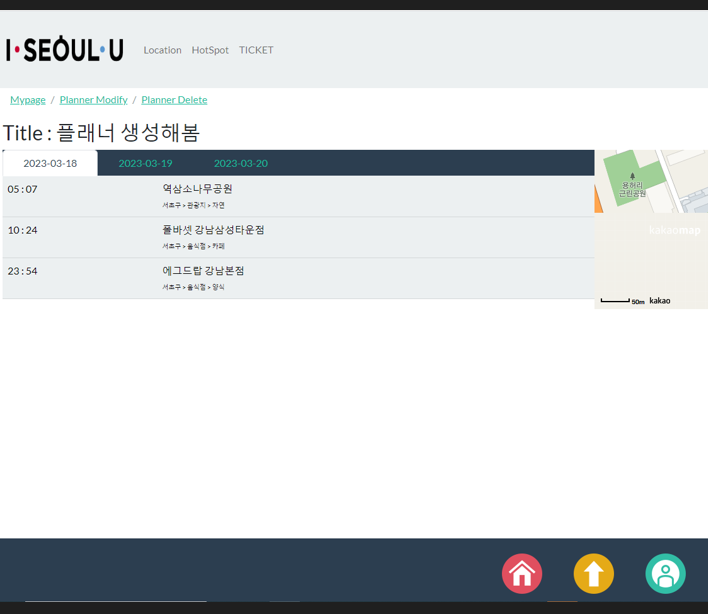 I·SEOUL·U
Location HotSpot TICKET
Mypage / Planner Modify / Planner Delete
Title : 플래너 생성해봄
2023-03-18 2023-03-19 2023-03-20
05 : 07 역삼소나무공원
서초구 > 관광지 > 자연
10 : 24 폴바셋 강남삼성타운점
서초구 > 음식점 > 카페
23 : 54 에그드랍 강남본점
서초구 > 음식점 > 양식
용허리
근린공원
kakaomap
50m kakao